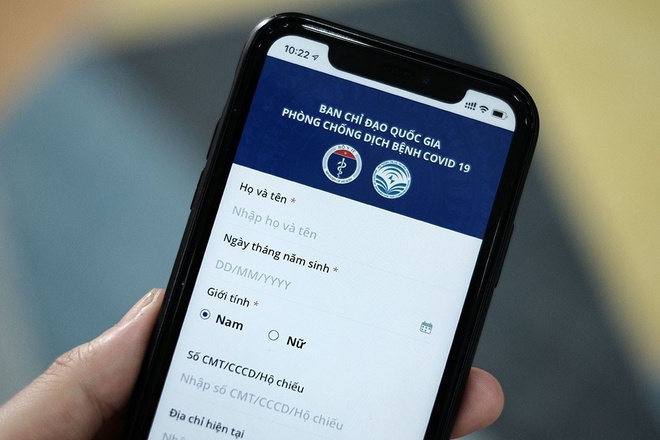 10:22
BAN CHỈ ĐẠO QUỐC GIA
PHÒNG CHỐNG DỊCH BỆNH COVID 19
BỘ Y TẾ
Họ và tên *
Nhập họ và tên
Ngày tháng năm sinh *
DD/MM/YYYY
Giới tính *
Nam
Nữ
Số CMT/CCCD/Hộ chiếu
Nhập số CMT/CCCD/Hộ chiếu
Địa chỉ hiện tại